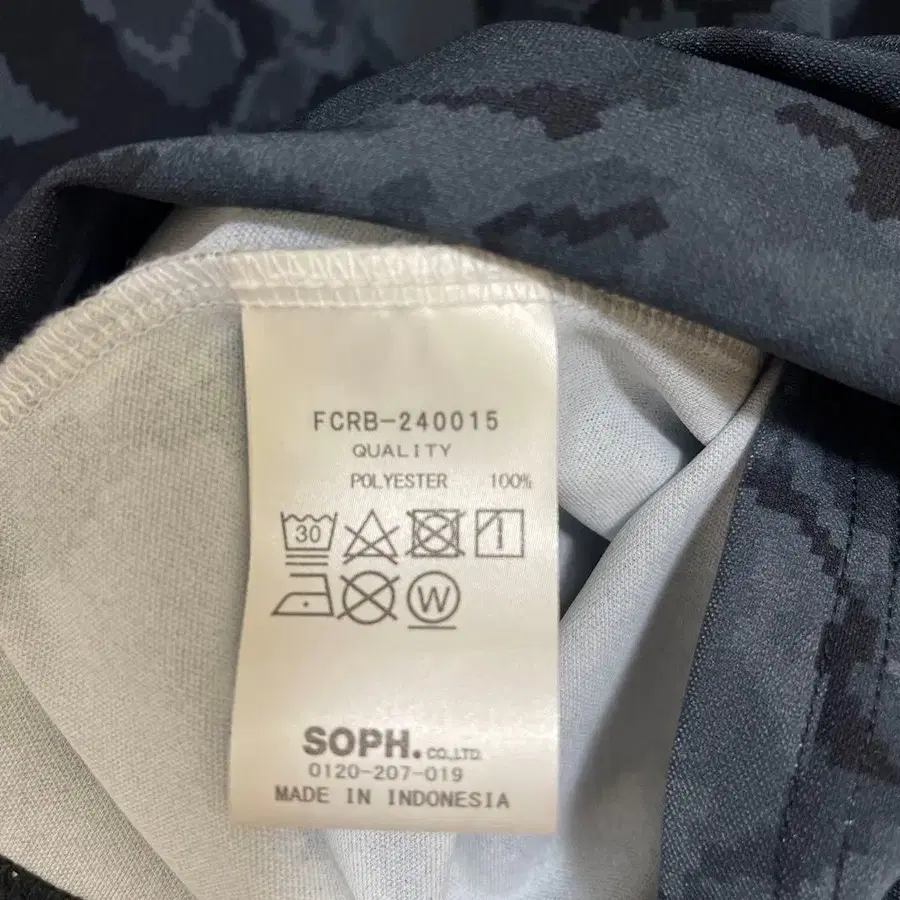 FCRB-240015
QUALITY
POLYESTER 100%
30
W
SOPH. CO.,LTD.
0120-207-019
MADE IN INDONESIA